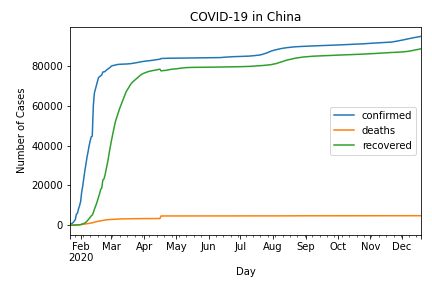 COVID-19 in China
Number of Cases
80000
60000
40000
20000
0
confirmed
deaths
recovered
Feb Mar Apr May Jun Jul Aug Sep Oct Nov Dec
2020
Day